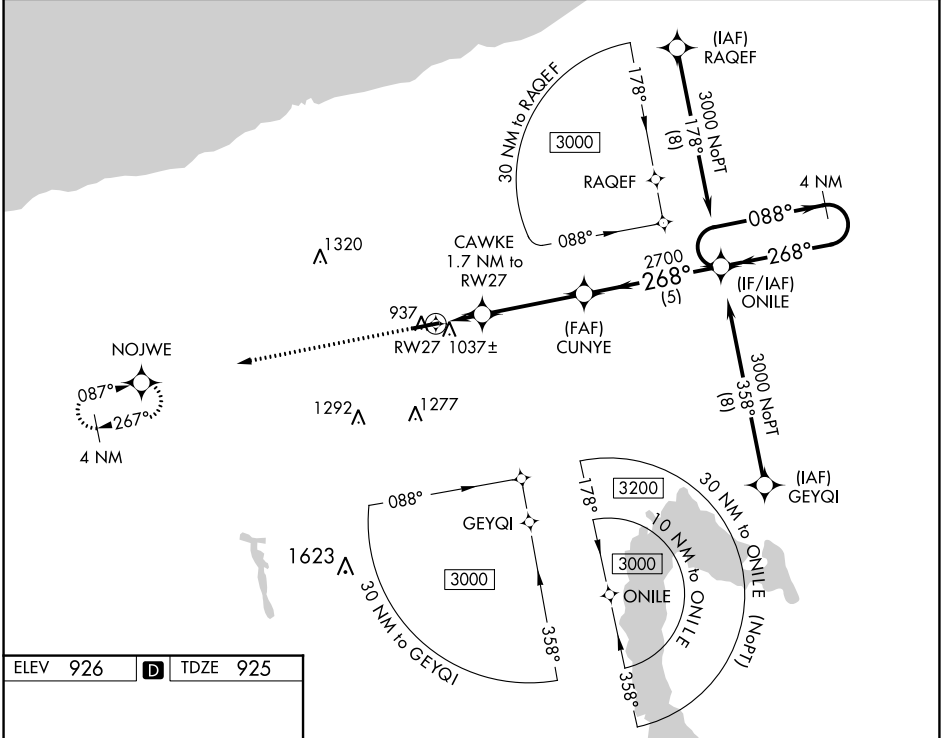 (IAF)
RAQEF
30 NM to RAQEF
178°
3000
RAQEF
088°
3000 NoPT
178°
(8)
4 NM
088°
268°
1320
CAWKE
1.7 NM to
RW27
2700
268°
(5)
(IF/IAF)
ONILE
937
RW27
1037±
(FAF)
CUNYE
NOJWE
087°
267°
4 NM
1292
1277
3000 NoPT
358°
(8)
(IAF)
GEYQI
088°
GEYQI
3000
358°
30 NM to GEYQI
1623
178°
3200
3000
ONILE
358°
10 NM to ONILE
30 NM to ONILE (NoPT)
ELEV 926 D TDZE 925